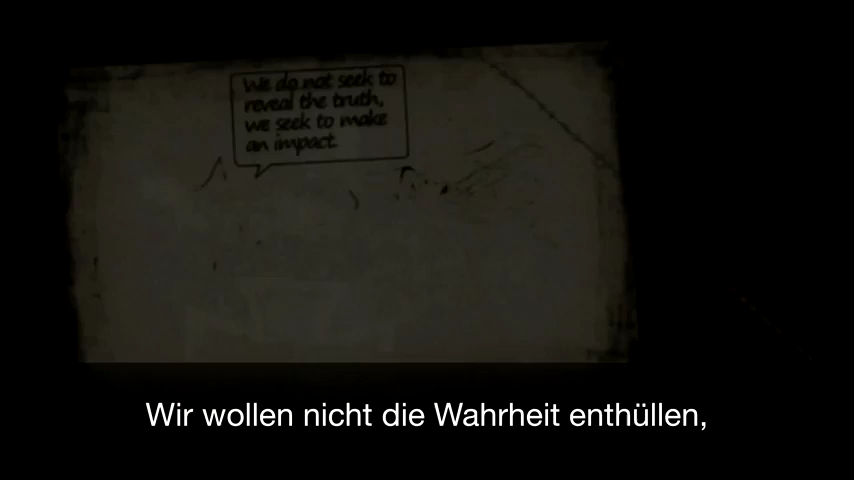 We do not seek to
reveal the truth,
we seek to make
an impact
Wir wollen nicht die Wahrheit enthüllen,